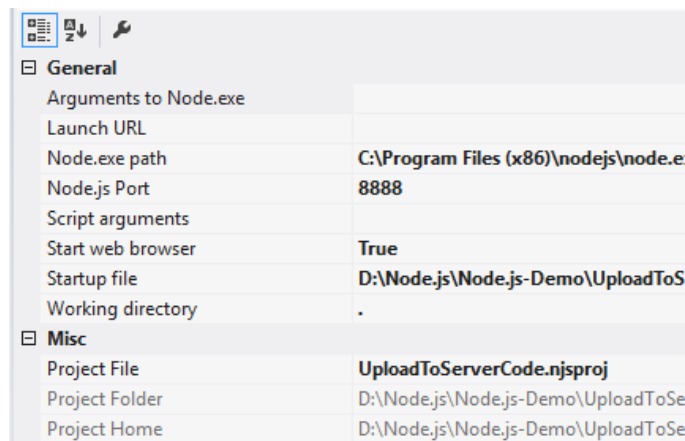 General
Arguments to Node.exe
Launch URL
Node.exe path C:\Program Files (x86)\nodejs\node.e
Node.js Port 8888
Script arguments
Start web browser True
Startup file D:\Node.js\Node.js-Demo\UploadToS
Working directory .
Misc
Project File UploadToServerCode.njsproj
Project Folder D:\Node.js\Node.js-Demo\UploadToSe
Project Home D:\Node.js\Node.js-Demo\UploadToSe